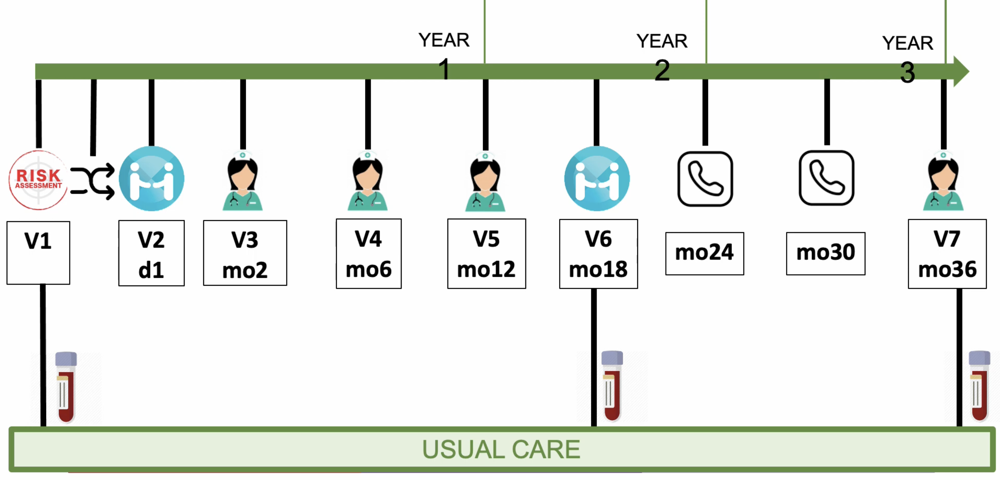 YEAR
1
YEAR
2
YEAR
3
RISK
ASSESSMENT
V1
V2
d1
V3
mo2
V4
mo6
V5
mo12
V6
mo18
mo24
mo30
V7
mo36
USUAL CARE